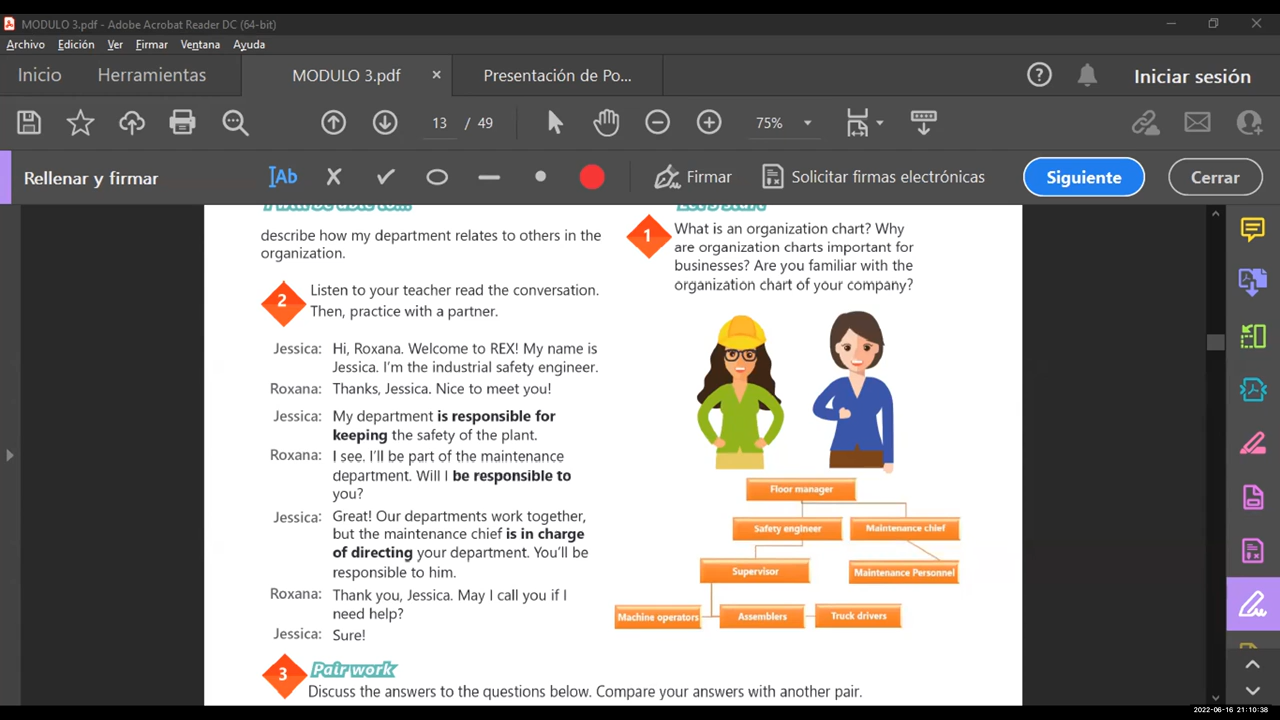 MODULO 3.pdf - Adobe Acrobat Reader DC (64-bit)
Archivo Edición Ver Firmar Ventana Ayuda
Inicio Herramientas MODULO 3.pdf × Presentación de Po... Iniciar sesión
13 / 49 75%
Rellenar y firmar Ab Firmar Solicitar firmas electrónicas Siguiente Cerrar
describe how my department relates to others in the
organization.
2 Listen to your teacher read the conversation.
Then, practice with a partner.
Jessica: Hi, Roxana. Welcome to REX! My name is
Jessica. I'm the industrial safety engineer.
Roxana: Thanks, Jessica. Nice to meet you!
Jessica: My department is responsible for
keeping the safety of the plant.
Roxana: I see. I'll be part of the maintenance
department. Will I be responsible to
you?
Jessica: Great! Our departments work together,
but the maintenance chief is in charge
of directing your department. You'll be
responsible to him.
Roxana: Thank you, Jessica. May I call you if I
need help?
Jessica: Sure!
1 What is an organization chart? Why
are organization charts important for
businesses? Are you familiar with the
organization chart of your company?
Floor manager
Safety engineer Maintenance chief
Supervisor Maintenance Personnel
Machine operators Assemblers Truck drivers
3 Pair work
Discuss the answers to the questions below. Compare your answers with another pair.
2022-06-16 21:10:38